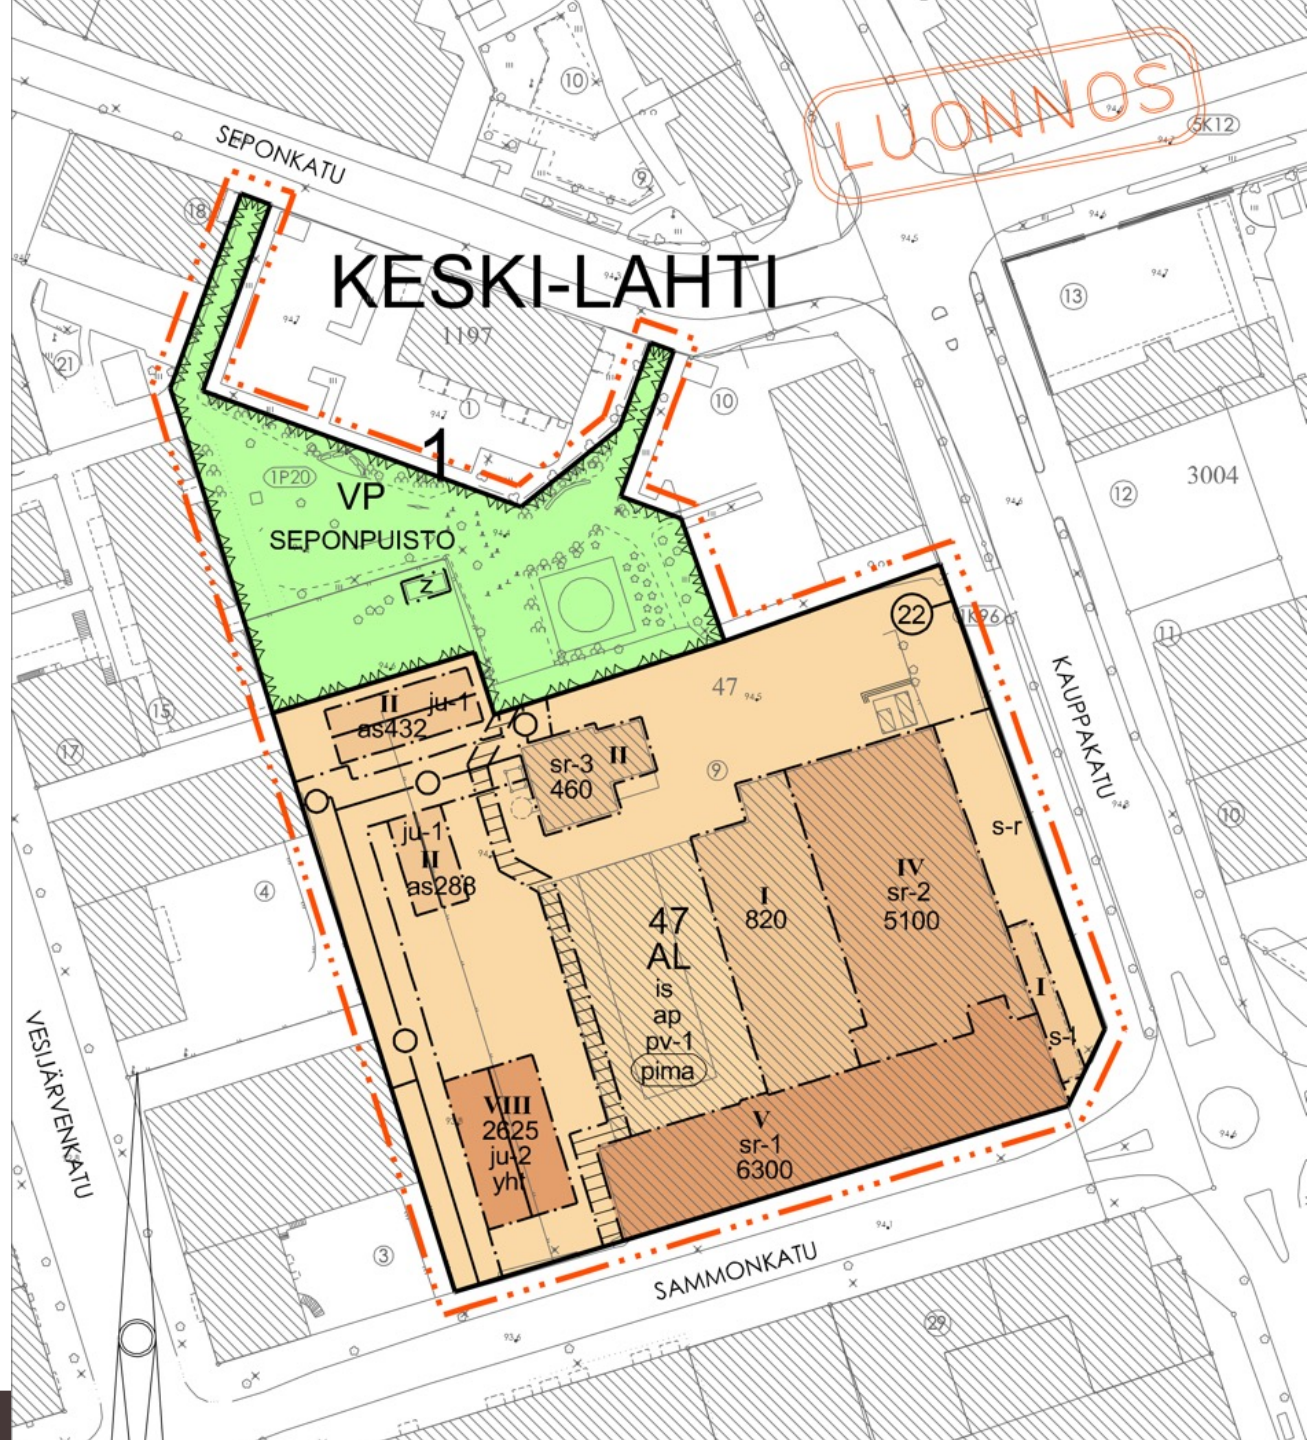 LUONNOS
5K12
SEPONKATU
KESKI-LAHTI
1197
10
9
18
13
21
1
10
12
3004
1P20
VP
SEPONPUISTO
1
22
1K96
11
47
15
17
II
ju-1
as432
sr-3
II
460
9
KAUPPAKATU
10
s-r
ju-1
II
as288
4
IV
sr-2
5100
I
820
47
AL
is
ap
pv-1
pima
I
VESIJÄRVENKATU
VIII
2625
ju-2
yht
V
sr-1
6300
3
SAMMONKATU
29